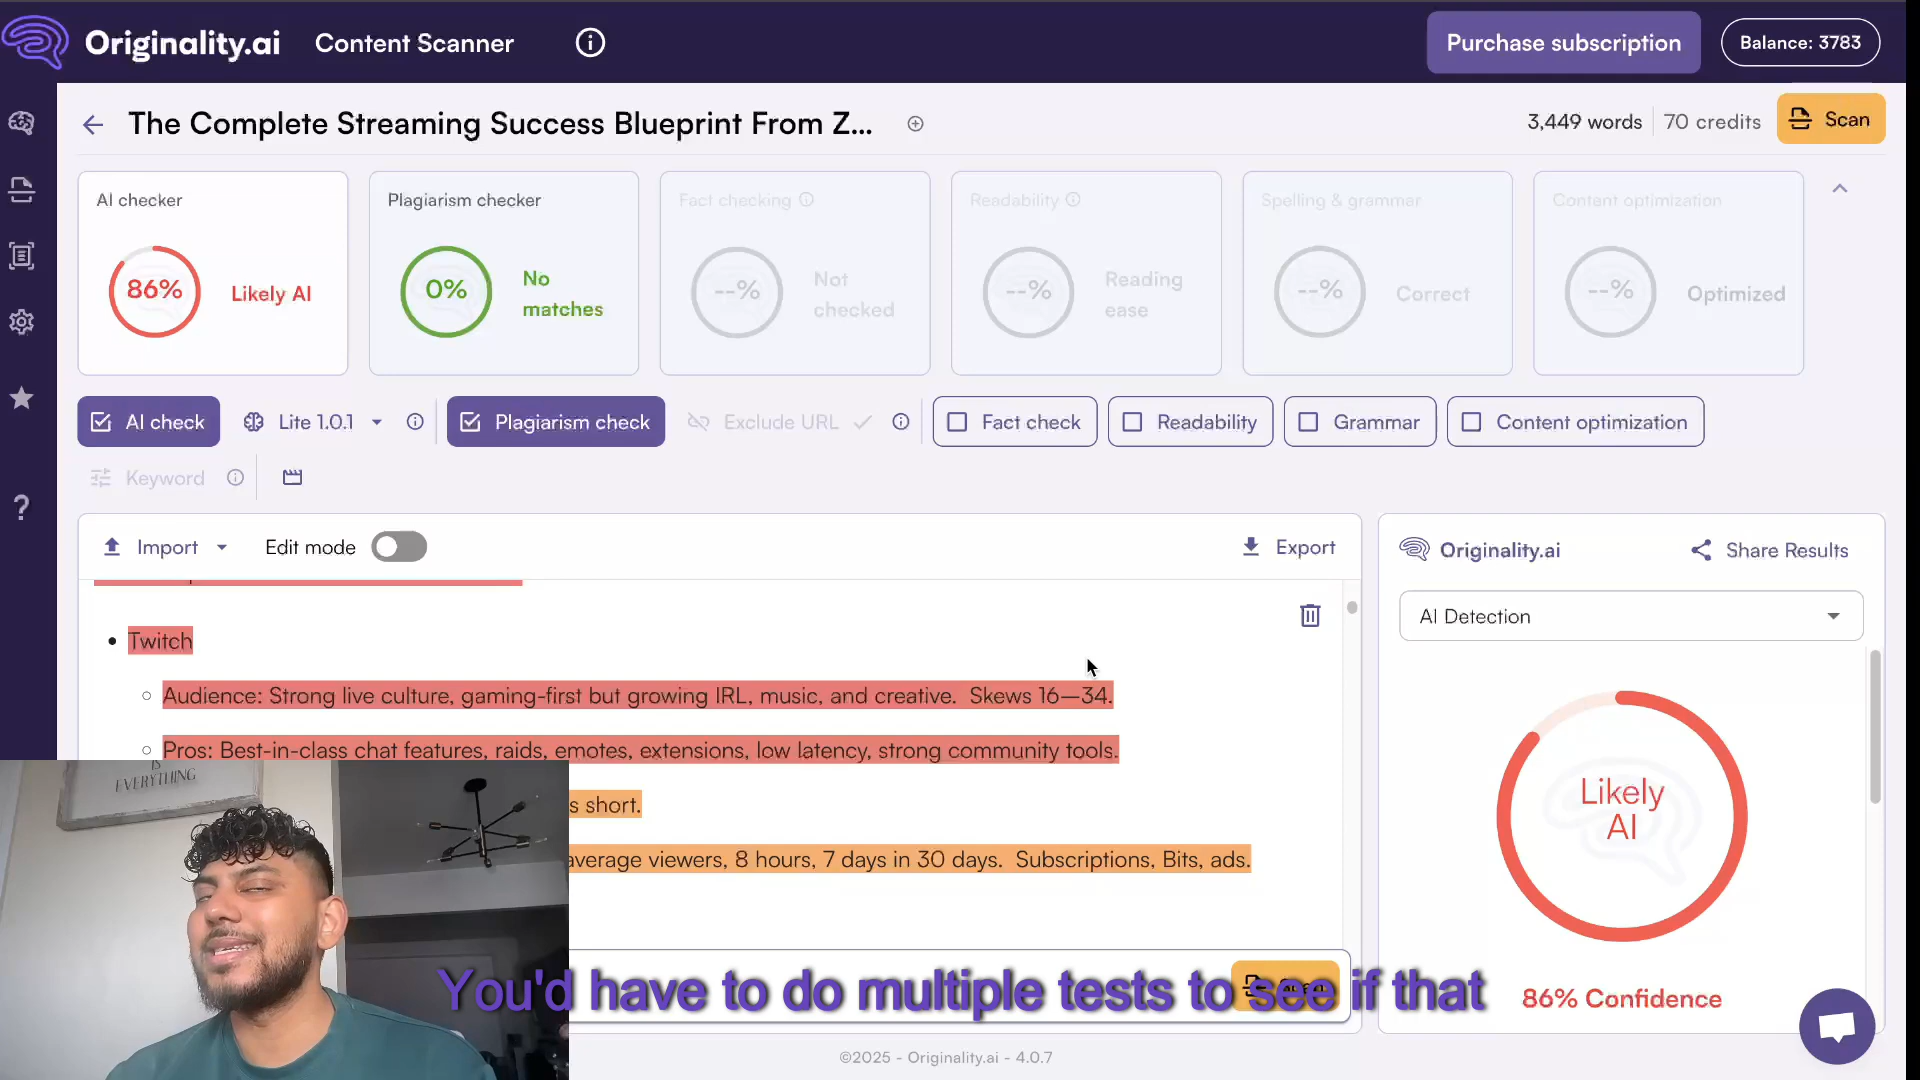 Originality.ai Content Scanner
Purchase subscription
Balance: 3783
The Complete Streaming Success Blueprint From Z...
3,449 words
70 credits
Scan
AI checker
86%
Likely AI
Plagiarism checker
0%
No
matches
Fact checking
--%
Not
checked
Readability
--%
Reading
ease
Spelling & grammar
--%
Correct
Content optimization
--%
Optimized
AI check
Lite 1.0.1
Plagiarism check
Exclude URL
Fact check
Readability
Grammar
Content optimization
Keyword
Import
Edit mode
Export
• Twitch
○ Audience: Strong live culture, gaming-first but growing IRL, music, and creative.  Skews 16–34.
○ Pros: Best-in-class chat features, raids, emotes, extensions, low latency, strong community tools.
s short.
average viewers, 8 hours, 7 days in 30 days.  Subscriptions, Bits, ads.
Originality.ai
Share Results
AI Detection
Likely
AI
86% Confidence
IS
EVERYTHING
You'd have to do multiple tests to see if that
©2025 - Originality.ai - 4.0.7
?